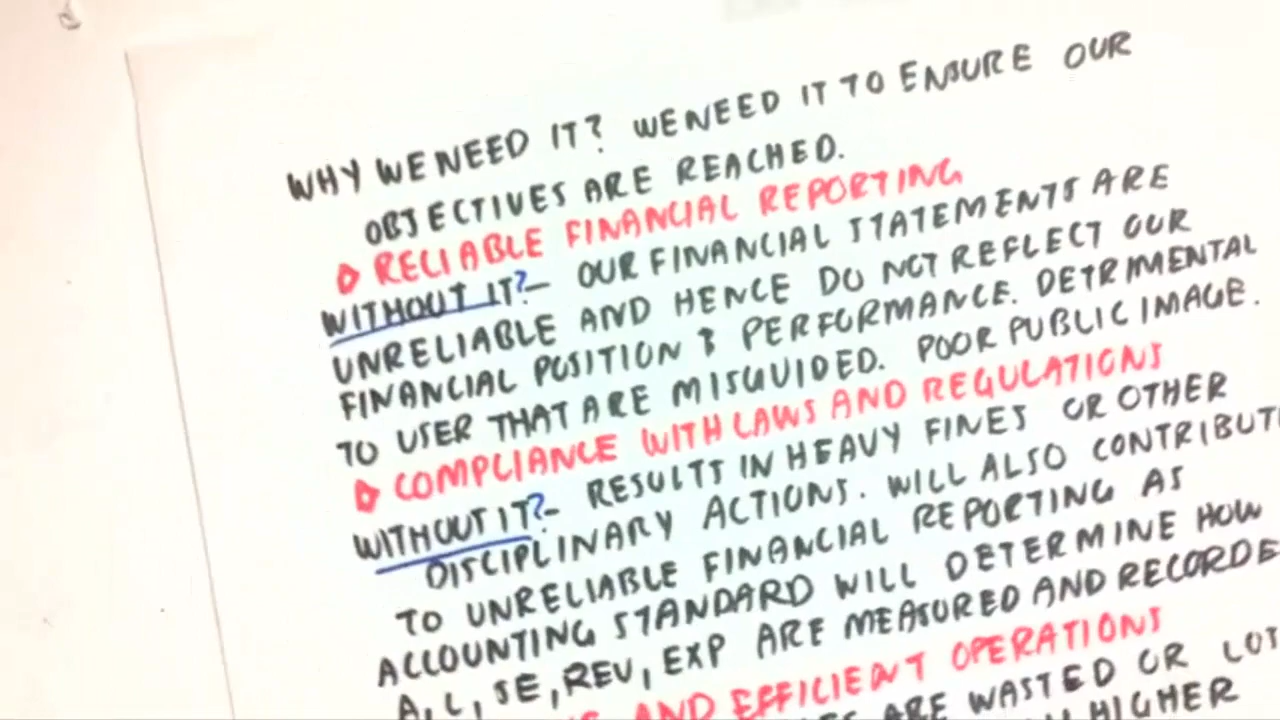 WHY WE NEED IT? WE NEED IT TO ENSURE OUR
OBJECTIVES ARE REACHED.
RELIABLE FINANCIAL REPORTING
WITHOUT IT?- OUR FINANCIAL STATEMENTS ARE
UNRELIABLE AND HENCE DO NOT REFLECT OUR
FINANCIAL POSITION & PERFORMANCE. DETRIMENTAL
TO USER THAT ARE MISGUIDED. POOR PUBLIC IMAGE.
COMPLIANCE WITH LAWS AND REGULATIONS
WITHOUT IT?- RESULTS IN HEAVY FINES OR OTHER
DISCIPLINARY ACTIONS. WILL ALSO CONTRIBUT
TO UNRELIABLE FINANCIAL REPORTING AS
ACCOUNTING STANDARD WILL DETERMINE HOW
A, L, SE, REV, EXP ARE MEASURED AND RECORDE
AND EFFICIENT OPERATIONS
ARE WASTED OR LOS
HIGHER